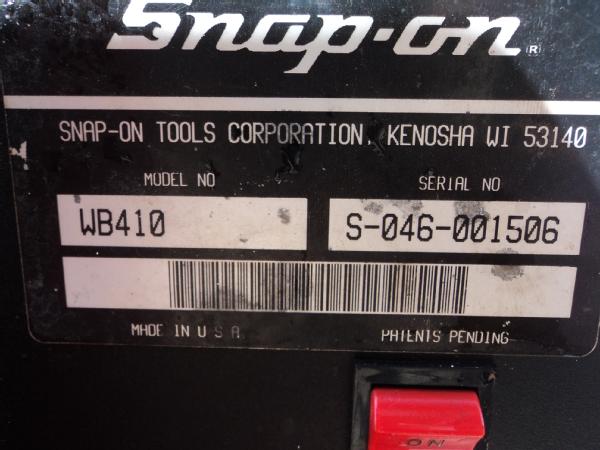 Snap-on®
SNAP-ON TOOLS CORPORATION, KENOSHA WI 53140
MODEL NO
SERIAL NO
WB410
S-046-001506
MADE IN U S A
PATENTS PENDING
ON